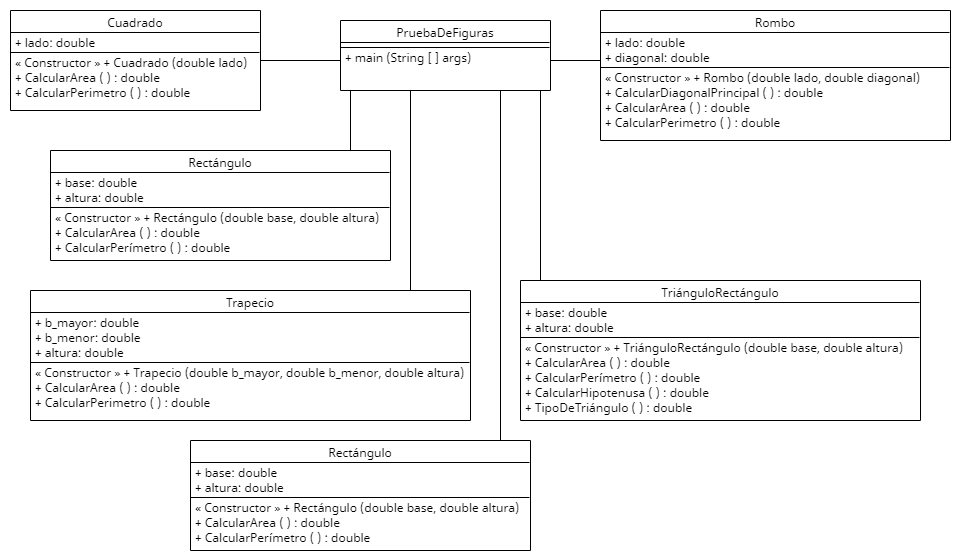 Cuadrado
+ lado: double
« Constructor » + Cuadrado (double lado)
+ CalcularArea ( ) : double
+ CalcularPerimetro ( ) : double
PruebaDeFiguras
+ main (String [ ] args)
Rombo
+ lado: double
+ diagonal: double
« Constructor » + Rombo (double lado, double diagonal)
+ CalcularDiagonalPrincipal ( ) : double
+ CalcularArea ( ) : double
+ CalcularPerimetro ( ) : double
Rectángulo
+ base: double
+ altura: double
« Constructor » + Rectángulo (double base, double altura)
+ CalcularArea ( ) : double
+ CalcularPerímetro ( ) : double
Trapecio
+ b_mayor: double
+ b_menor: double
+ altura: double
« Constructor » + Trapecio (double b_mayor, double b_menor, double altura)
+ CalcularArea ( ) : double
+ CalcularPerimetro ( ) : double
TriánguloRectángulo
+ base: double
+ altura: double
« Constructor » + TriánguloRectángulo (double base, double altura)
+ CalcularArea ( ) : double
+ CalcularPerímetro ( ) : double
+ CalcularHipotenusa ( ) : double
+ TipoDeTriángulo ( ) : double
Rectángulo
+ base: double
+ altura: double
« Constructor » + Rectángulo (double base, double altura)
+ CalcularArea ( ) : double
+ CalcularPerímetro ( ) : double